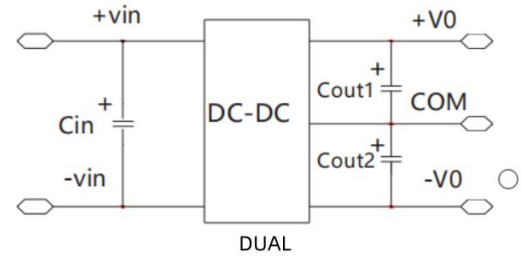 +vin +V0
+ DC-DC +
Cout1 COM
Cin
+
Cout2 -V0
-vin
DUAL